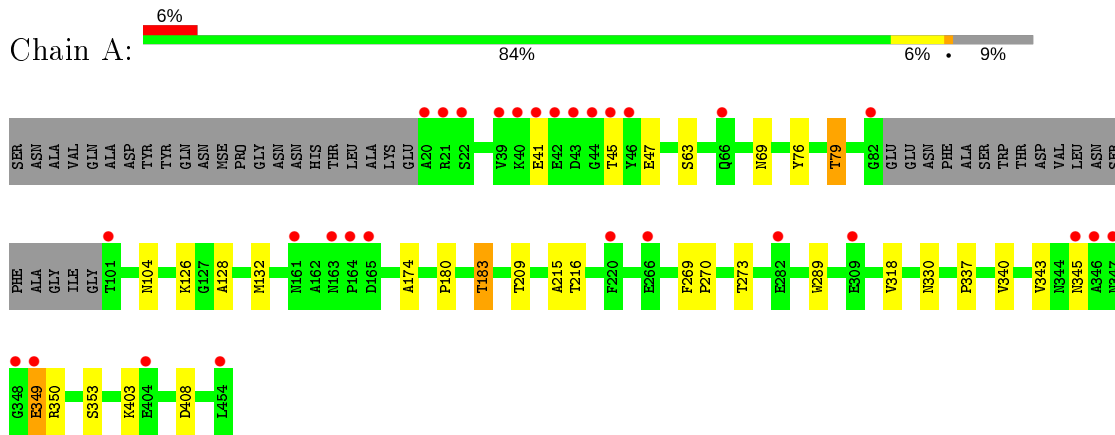 6%
Chain A:
84% 6% • 9%
SER ASN ALA VAL GLN ALA ASP TYR TYR GLN ASN MSE PRO GLY ASN ASN HIS THR LEU ALA LYS GLU A20 R21 S22 V39 K40 E41 E42 D43 G44 T45 Y46 E47 S63 Q66 N69 Y76 T79 G82 GLU GLU ASN PHE ALA SER TRP THR ASP VAL LEU ASN SER
PHE ALA GLY ILE GLY T101 N104 K126 G127 A128 M132 N161 A162 N163 P164 D165 A174 P180 T183 T209 A215 T216 F220 E266 F269 P270 T273 E282 W289 E309 V318 N330 P337 V340 V343 N344 N345 A346 N347
G348 E349 R350 S353 K403 E404 D408 L454